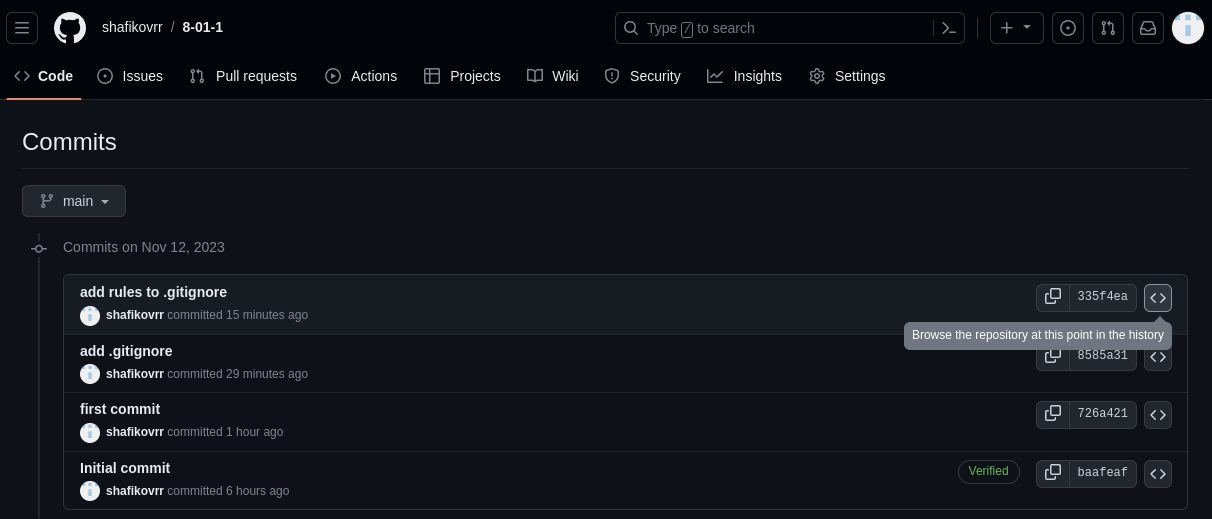 shafikovrr / 8-01-1
Type / to search
Code Issues Pull requests Actions Projects Wiki Security Insights Settings
Commits
main
Commits on Nov 12, 2023
add rules to .gitignore
335f4ea
shafikovrr committed 15 minutes ago
Browse the repository at this point in the history
add .gitignore
8585a31
shafikovrr committed 29 minutes ago
first commit
726a421
shafikovrr committed 1 hour ago
Initial commit
Verified baafeaf
shafikovrr committed 6 hours ago